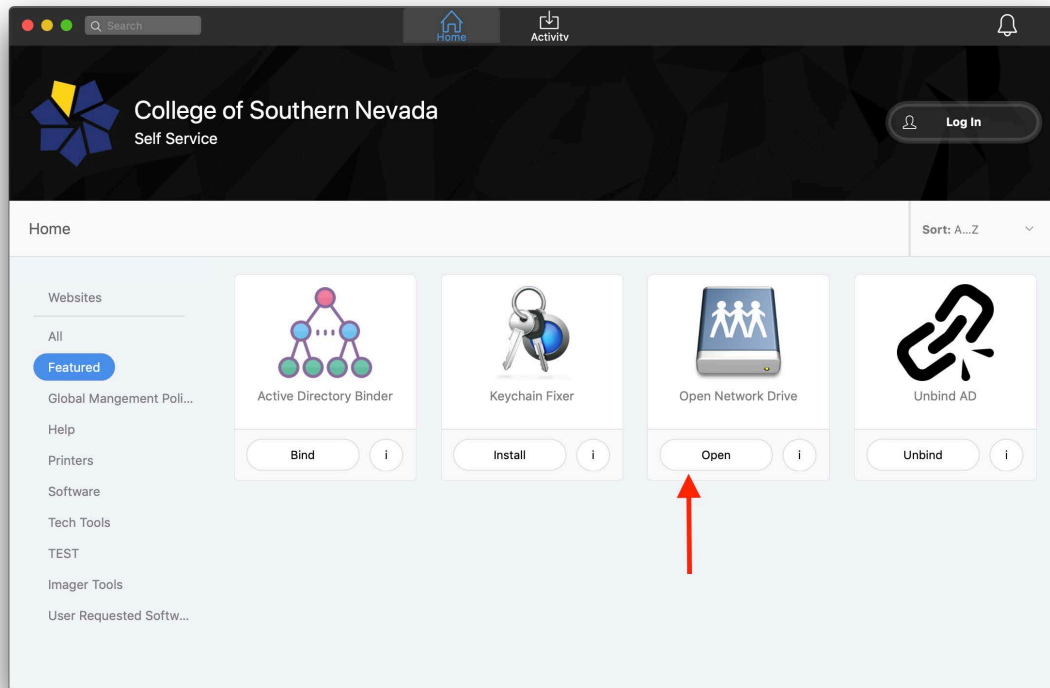 Search
Home
Activity
College of Southern Nevada
Self Service
Log In
Home
Sort: A...Z
Websites
All
Featured
Global Mangement Poli...
Help
Printers
Software
Tech Tools
TEST
Imager Tools
User Requested Softw...
Active Directory Binder
Bind
i
Keychain Fixer
Install
i
Open Network Drive
Open
i
Unbind AD
Unbind
i